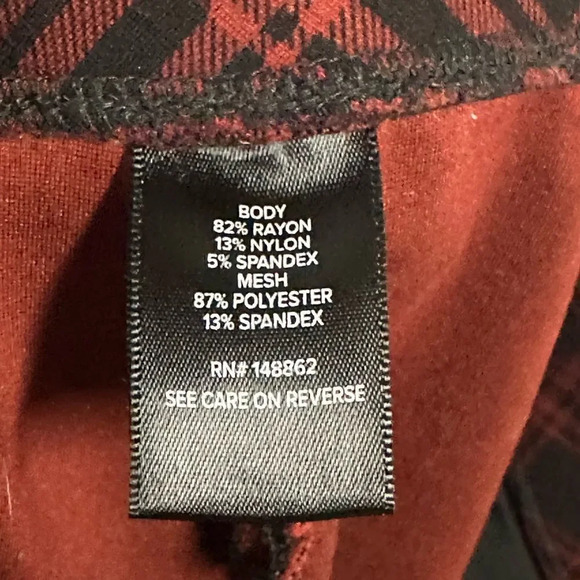 BODY
82% RAYON
13% NYLON
5% SPANDEX
MESH
87% POLYESTER
13% SPANDEX
RN# 148862
SEE CARE ON REVERSE